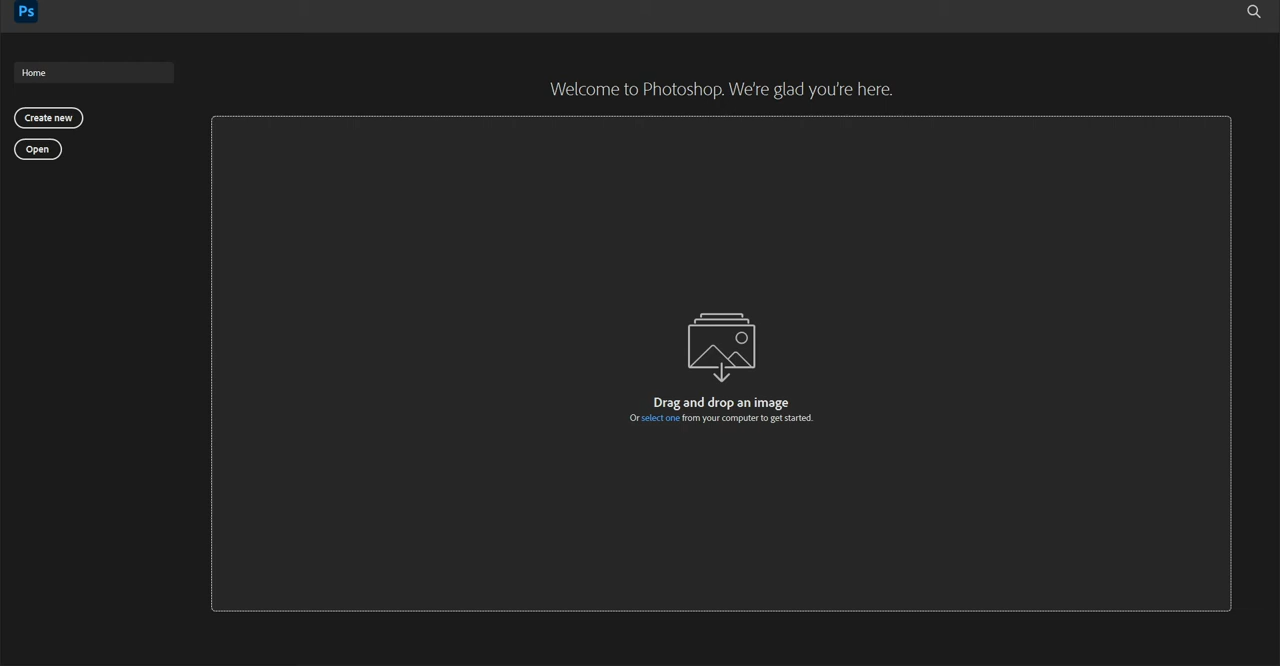 Ps
Home
Create new
Open
Welcome to Photoshop. We're glad you're here.
Drag and drop an image
Or select one from your computer to get started.